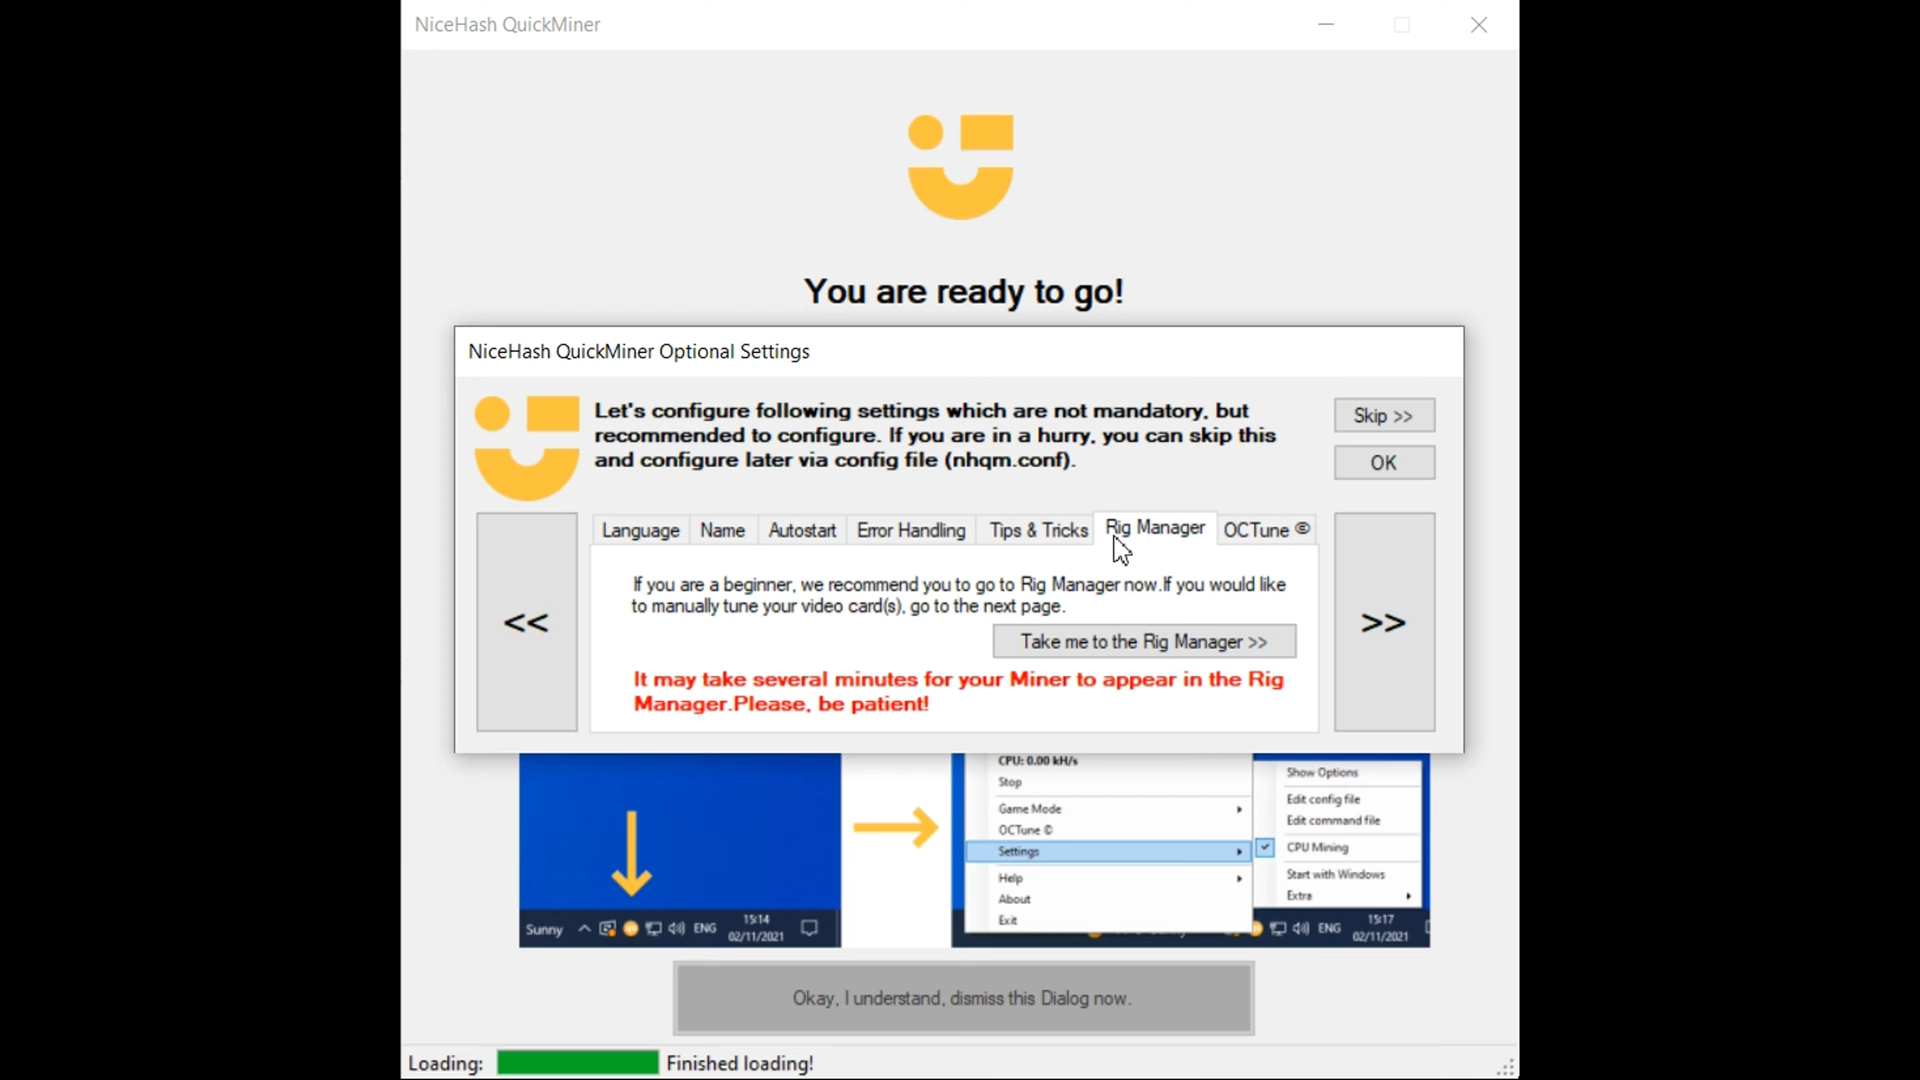 NiceHash QuickMiner
You are ready to go!
NiceHash QuickMiner Optional Settings
Let's configure following settings which are not mandatory, but
recommended to configure. If you are in a hurry, you can skip this
and configure later via config file (nhqm.conf).
Skip >>
OK
<<
Language Name Autostart Error Handling Tips & Tricks Rig Manager OCTune ©
If you are a beginner, we recommend you to go to Rig Manager now.If you would like
to manually tune your video card(s), go to the next page.
Take me to the Rig Manager >>
It may take several minutes for your Miner to appear in the Rig
Manager.Please, be patient!
>>
Sunny ENG 15:14
02/11/2021
CPU: 0.00 kH/s
Stop
Game Mode
OCTune ©
Settings
Help
About
Exit
Show Options
Edit config file
Edit command file
CPU Mining
Start with Windows
Extra
ENG 15:17
02/11/2021
Okay, I understand, dismiss this Dialog now.
Loading: Finished loading!